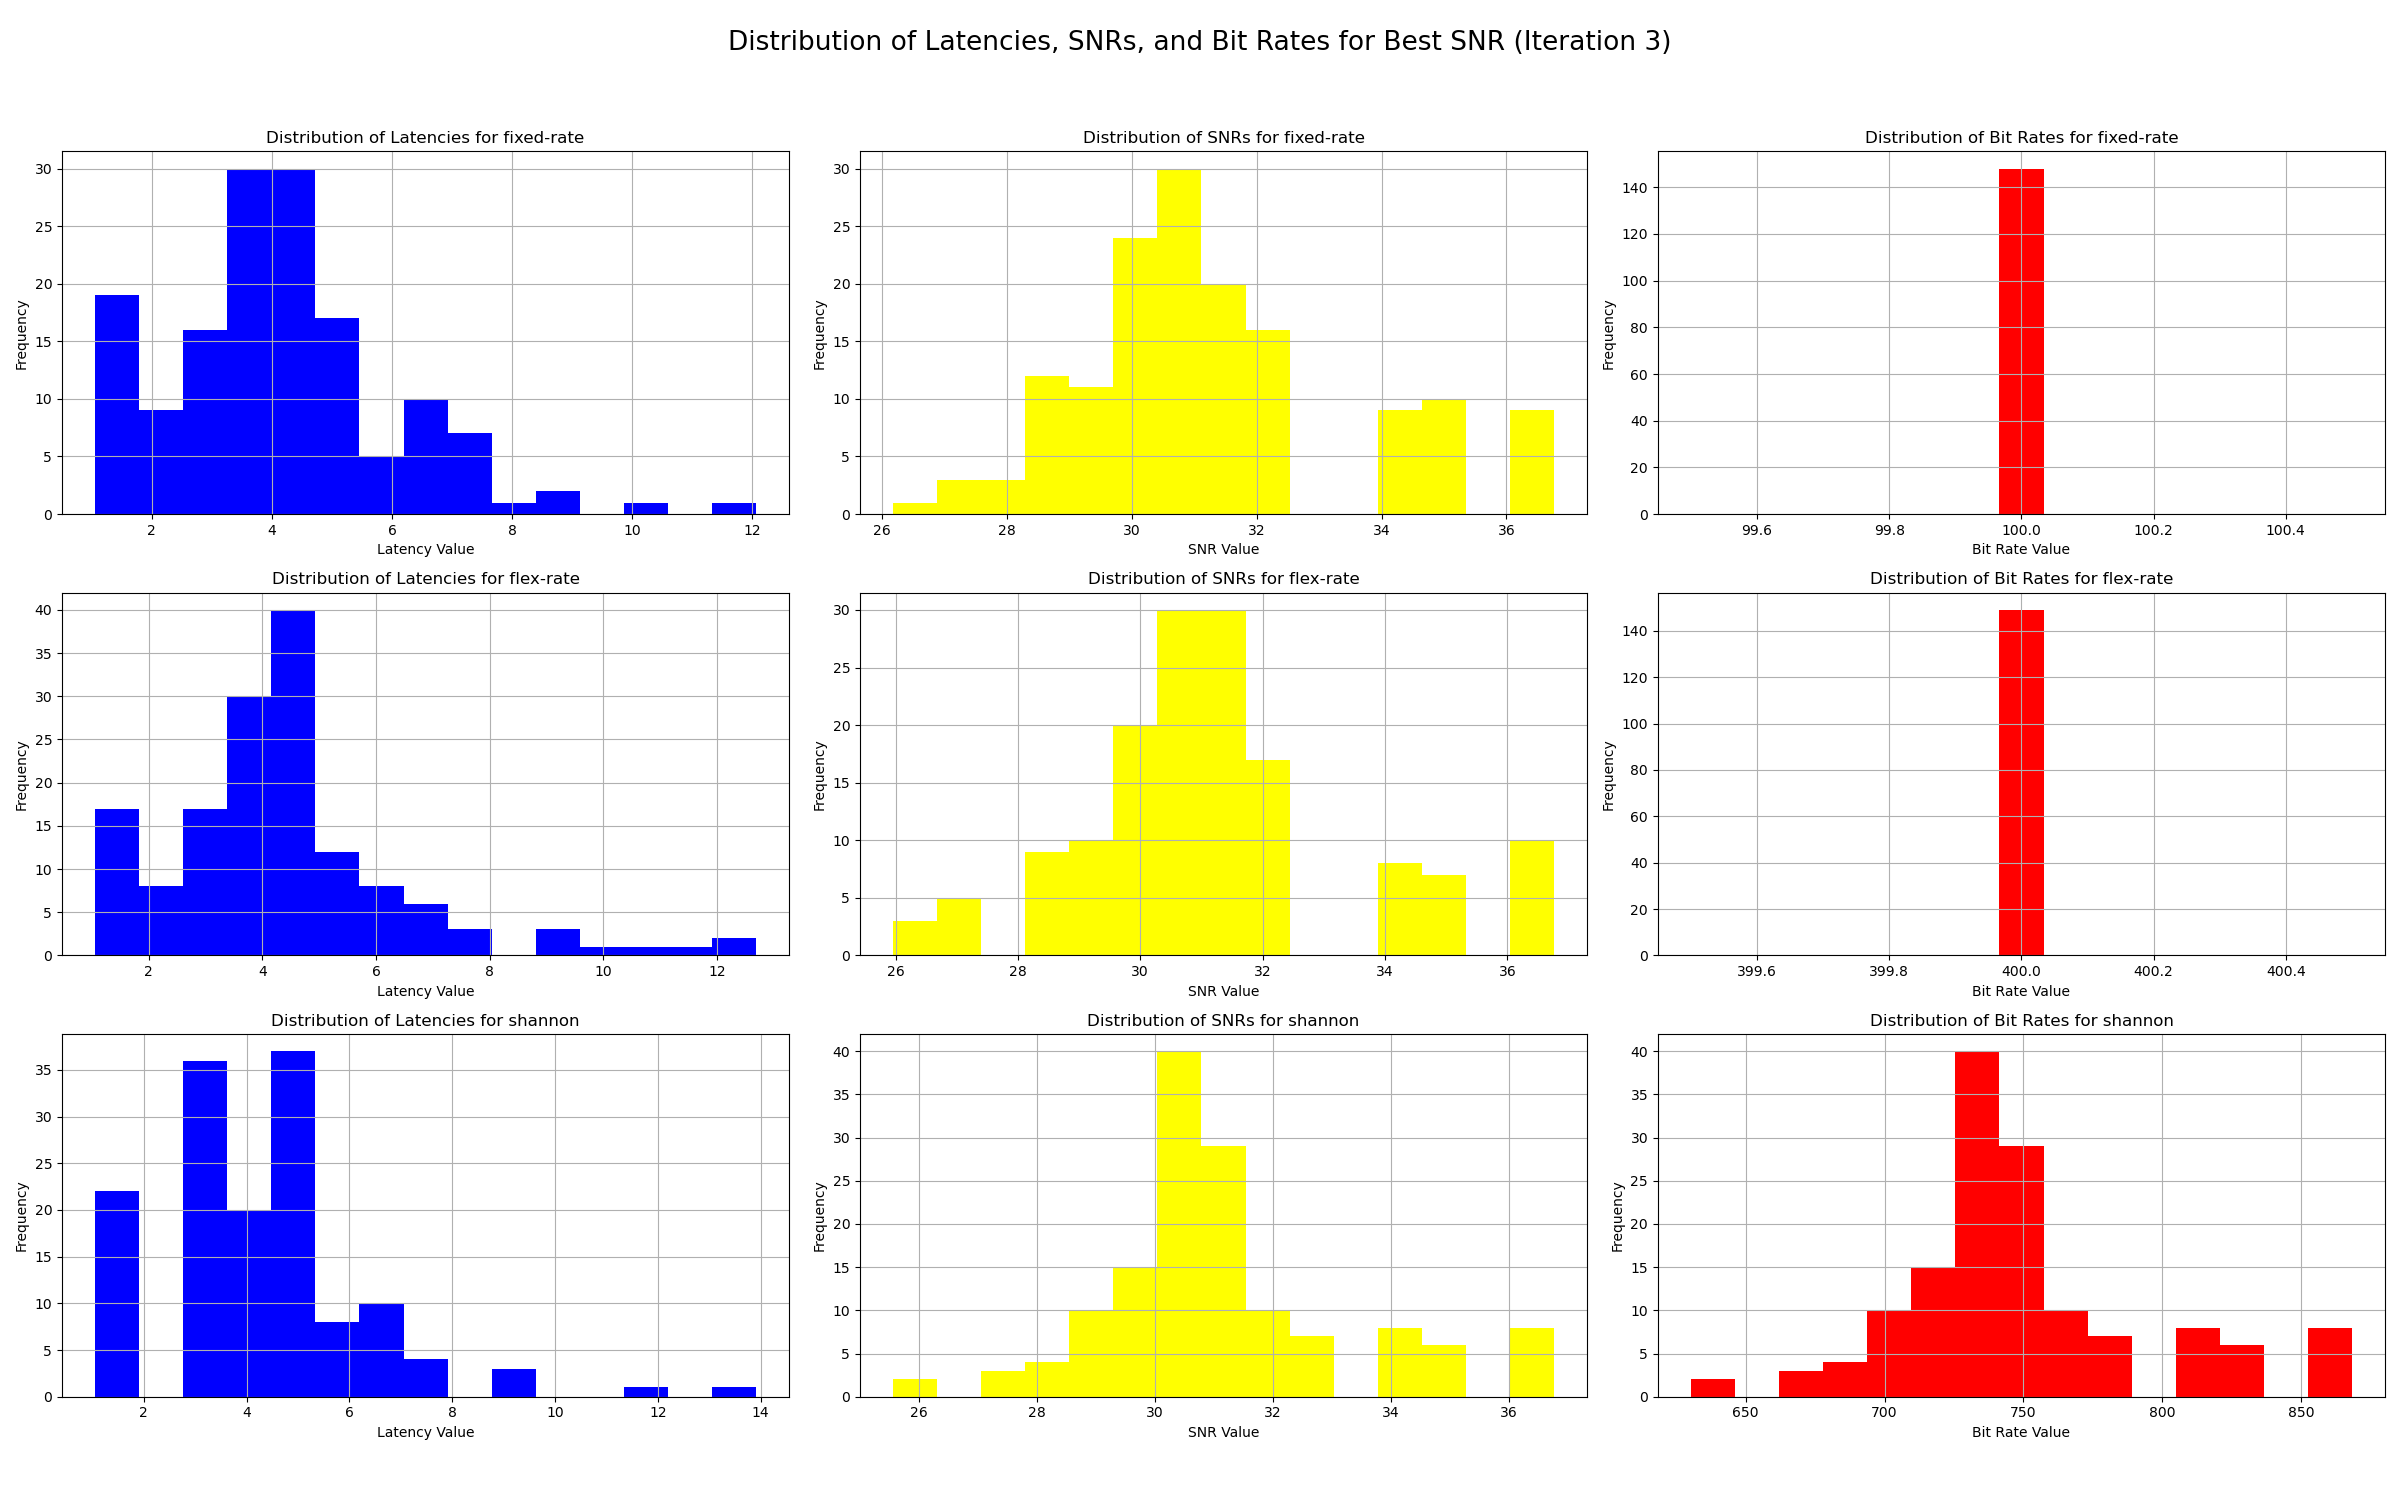 Distribution of Latencies, SNRs, and Bit Rates for Best SNR (Iteration 3)
Distribution of Latencies for fixed-rate
Frequency
30
25
20
15
10
5
0
2 4 6 8 10 12
Latency Value
Distribution of SNRs for fixed-rate
Frequency
30
25
20
15
10
5
0
26 28 30 32 34 36
SNR Value
Distribution of Bit Rates for fixed-rate
Frequency
140
120
100
80
60
40
20
0
99.6 99.8 100.0 100.2 100.4
Bit Rate Value
Distribution of Latencies for flex-rate
Frequency
40
35
30
25
20
15
10
5
0
2 4 6 8 10 12
Latency Value
Distribution of SNRs for flex-rate
Frequency
30
25
20
15
10
5
0
26 28 30 32 34 36
SNR Value
Distribution of Bit Rates for flex-rate
Frequency
140
120
100
80
60
40
20
0
399.6 399.8 400.0 400.2 400.4
Bit Rate Value
Distribution of Latencies for shannon
Frequency
35
30
25
20
15
10
5
0
2 4 6 8 10 12 14
Latency Value
Distribution of SNRs for shannon
Frequency
40
35
30
25
20
15
10
5
0
26 28 30 32 34 36
SNR Value
Distribution of Bit Rates for shannon
Frequency
40
35
30
25
20
15
10
5
0
650 700 750 800 850
Bit Rate Value